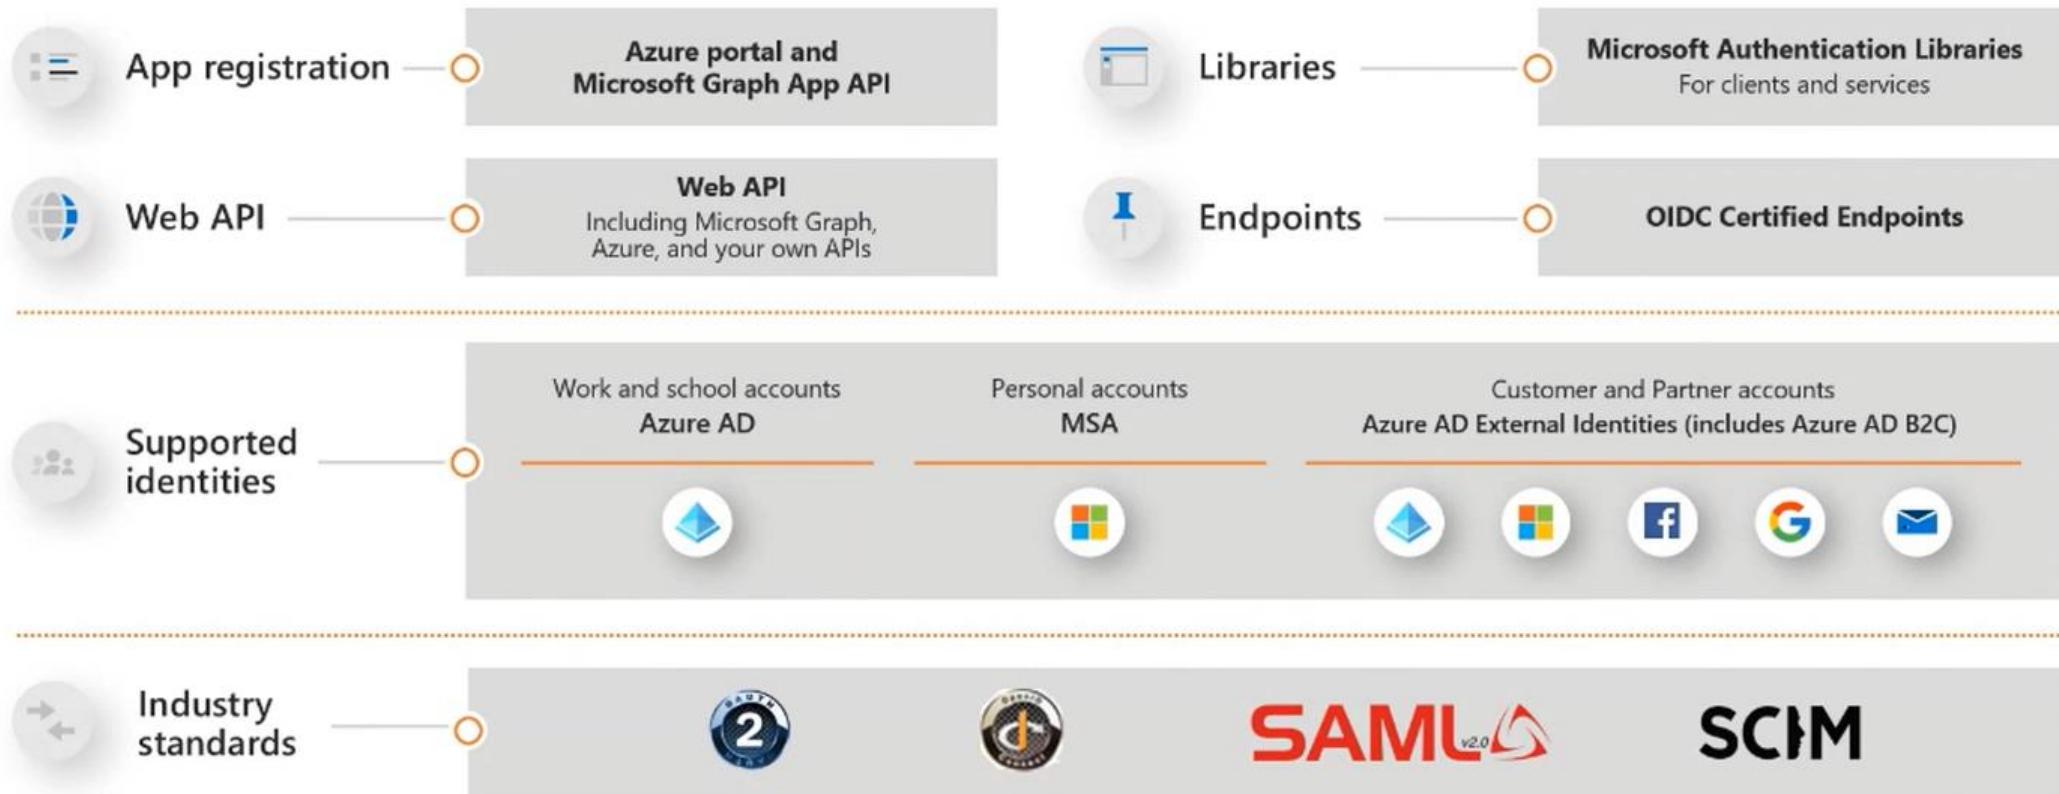 App registration
Azure portal and
Microsoft Graph App API
Libraries
Microsoft Authentication Libraries
For clients and services
Web API
Web API
Including Microsoft Graph,
Azure, and your own APIs
Endpoints
OIDC Certified Endpoints
Supported
identities
Work and school accounts
Azure AD
Personal accounts
MSA
Customer and Partner accounts
Azure AD External Identities (includes Azure AD B2C)
f
G
Industry
standards
OAUTH
2
OpenID
Connect
SAML v2.0
SCIM